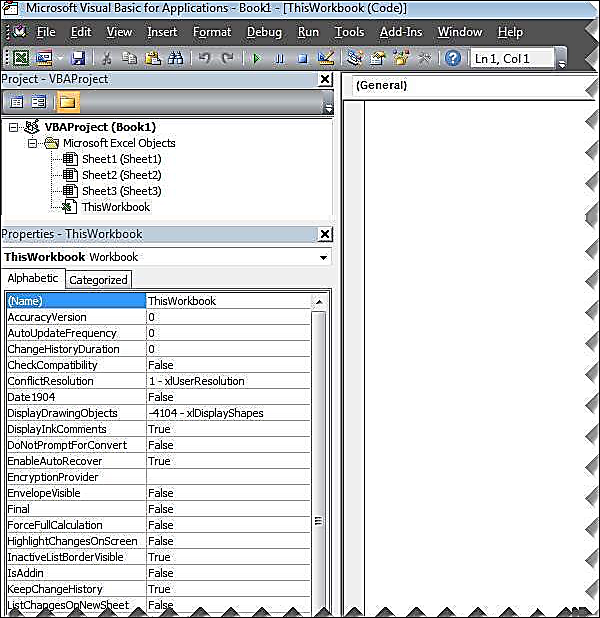 Microsoft Visual Basic for Applications - Book1 - [ThisWorkbook (Code)]
File Edit View Insert Format Debug Run Tools Add-Ins Window Help
Ln 1, Col 1
Project - VBAProject
(General)
VBAProject (Book1)
Microsoft Excel Objects
Sheet1 (Sheet1)
Sheet2 (Sheet2)
Sheet3 (Sheet3)
ThisWorkbook
Properties - ThisWorkbook
ThisWorkbook Workbook
Alphabetic Categorized
(Name) ThisWorkbook
AccuracyVersion 0
AutoUpdateFrequency 0
ChangeHistoryDuration 0
CheckCompatibility False
ConflictResolution 1 - xlUserResolution
Date1904 False
DisplayDrawingObjects -4104 - xlDisplayShapes
DisplayInkComments True
DoNotPromptForConvert False
EnableAutoRecover True
EncryptionProvider
EnvelopeVisible False
Final False
ForceFullCalculation False
HighlightChangesOnScreen False
InactiveListBorderVisible True
IsAddin False
KeepChangeHistory True
ListChangesOnNewSheet False